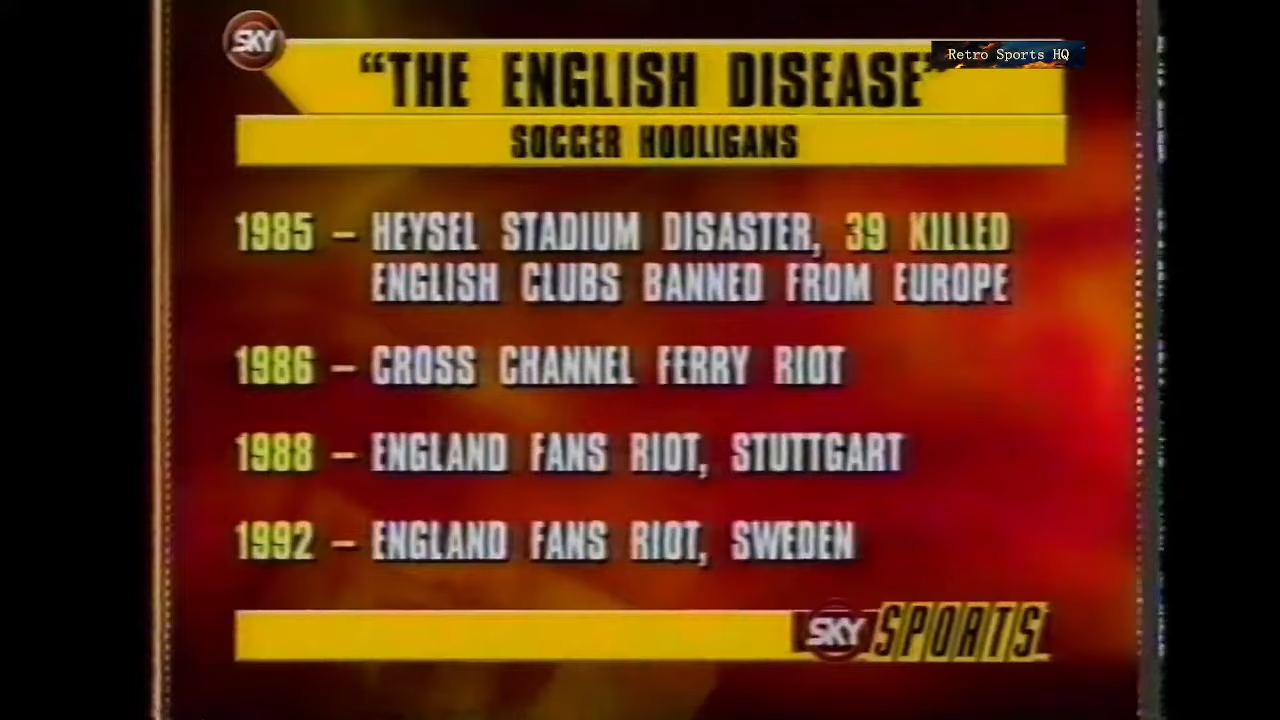 SKY
"THE ENGLISH DISEASE"
Retro Sports HQ
SOCCER HOOLIGANS
1985 – HEYSEL STADIUM DISASTER, 39 KILLED
ENGLISH CLUBS BANNED FROM EUROPE
1986 – CROSS CHANNEL FERRY RIOT
1988 – ENGLAND FANS RIOT, STUTTGART
1992 – ENGLAND FANS RIOT, SWEDEN
SKY SPORTS